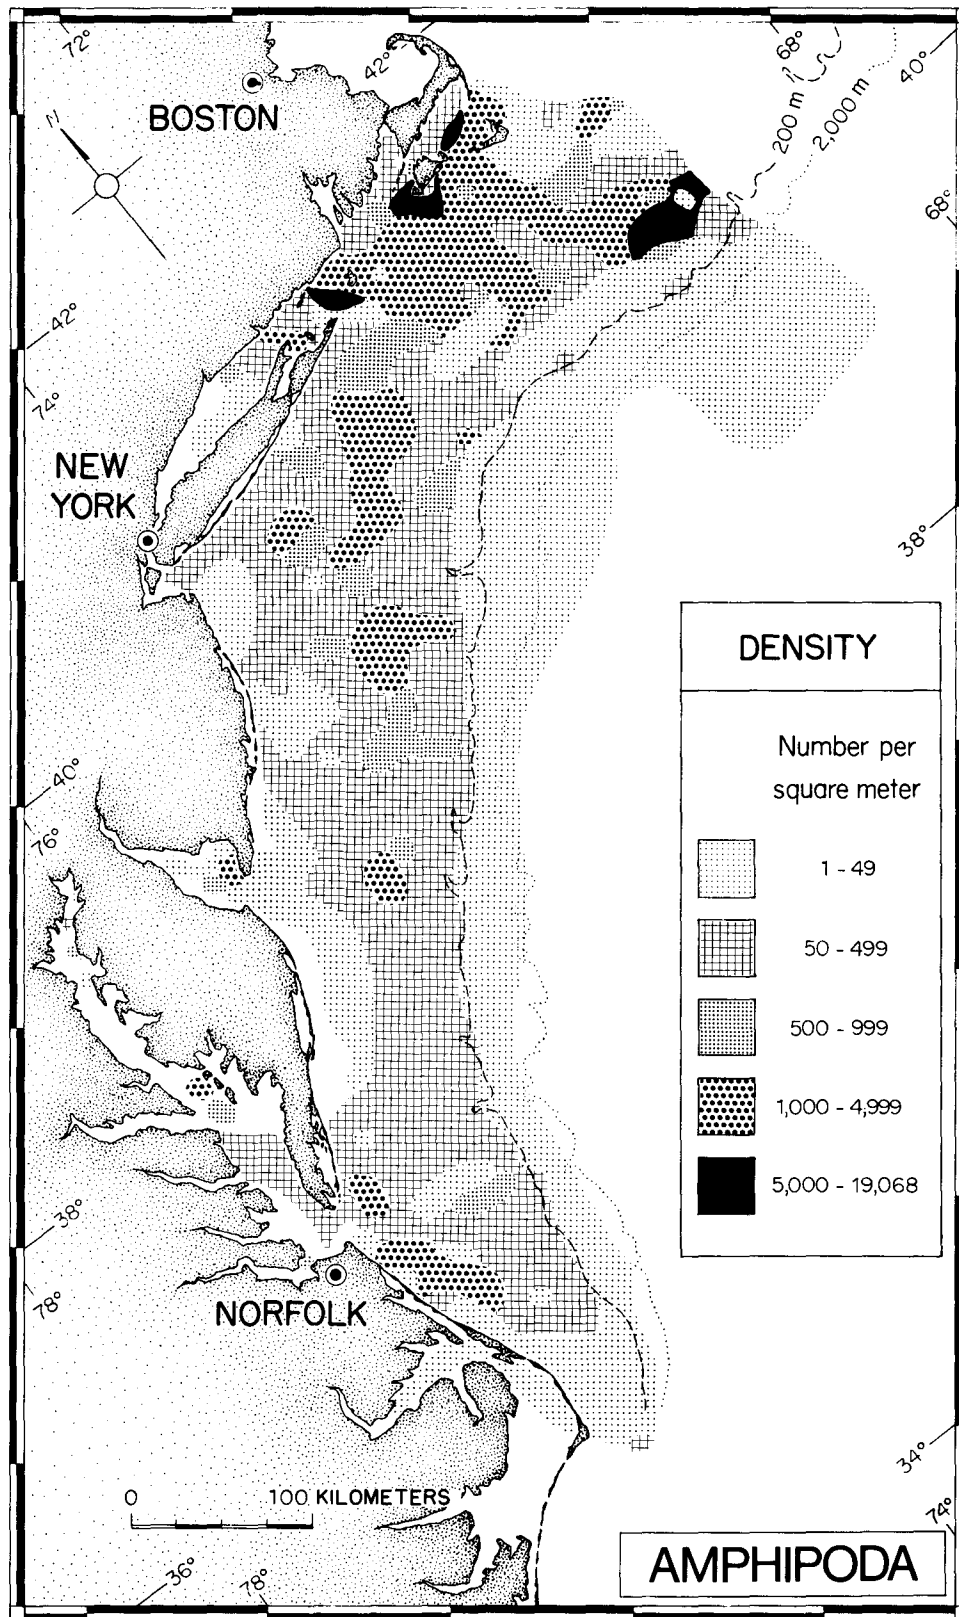 72°
42°
68°
40°
BOSTON
N
200 m
2,000 m
68°
42°
74°
NEW
YORK
38°
DENSITY
Number per
square meter
1 - 49
50 - 499
500 - 999
1,000 - 4,999
5,000 - 19,068
40°
76°
38°
78°
NORFOLK
34°
74°
0
100 KILOMETERS
36°
78°
AMPHIPODA